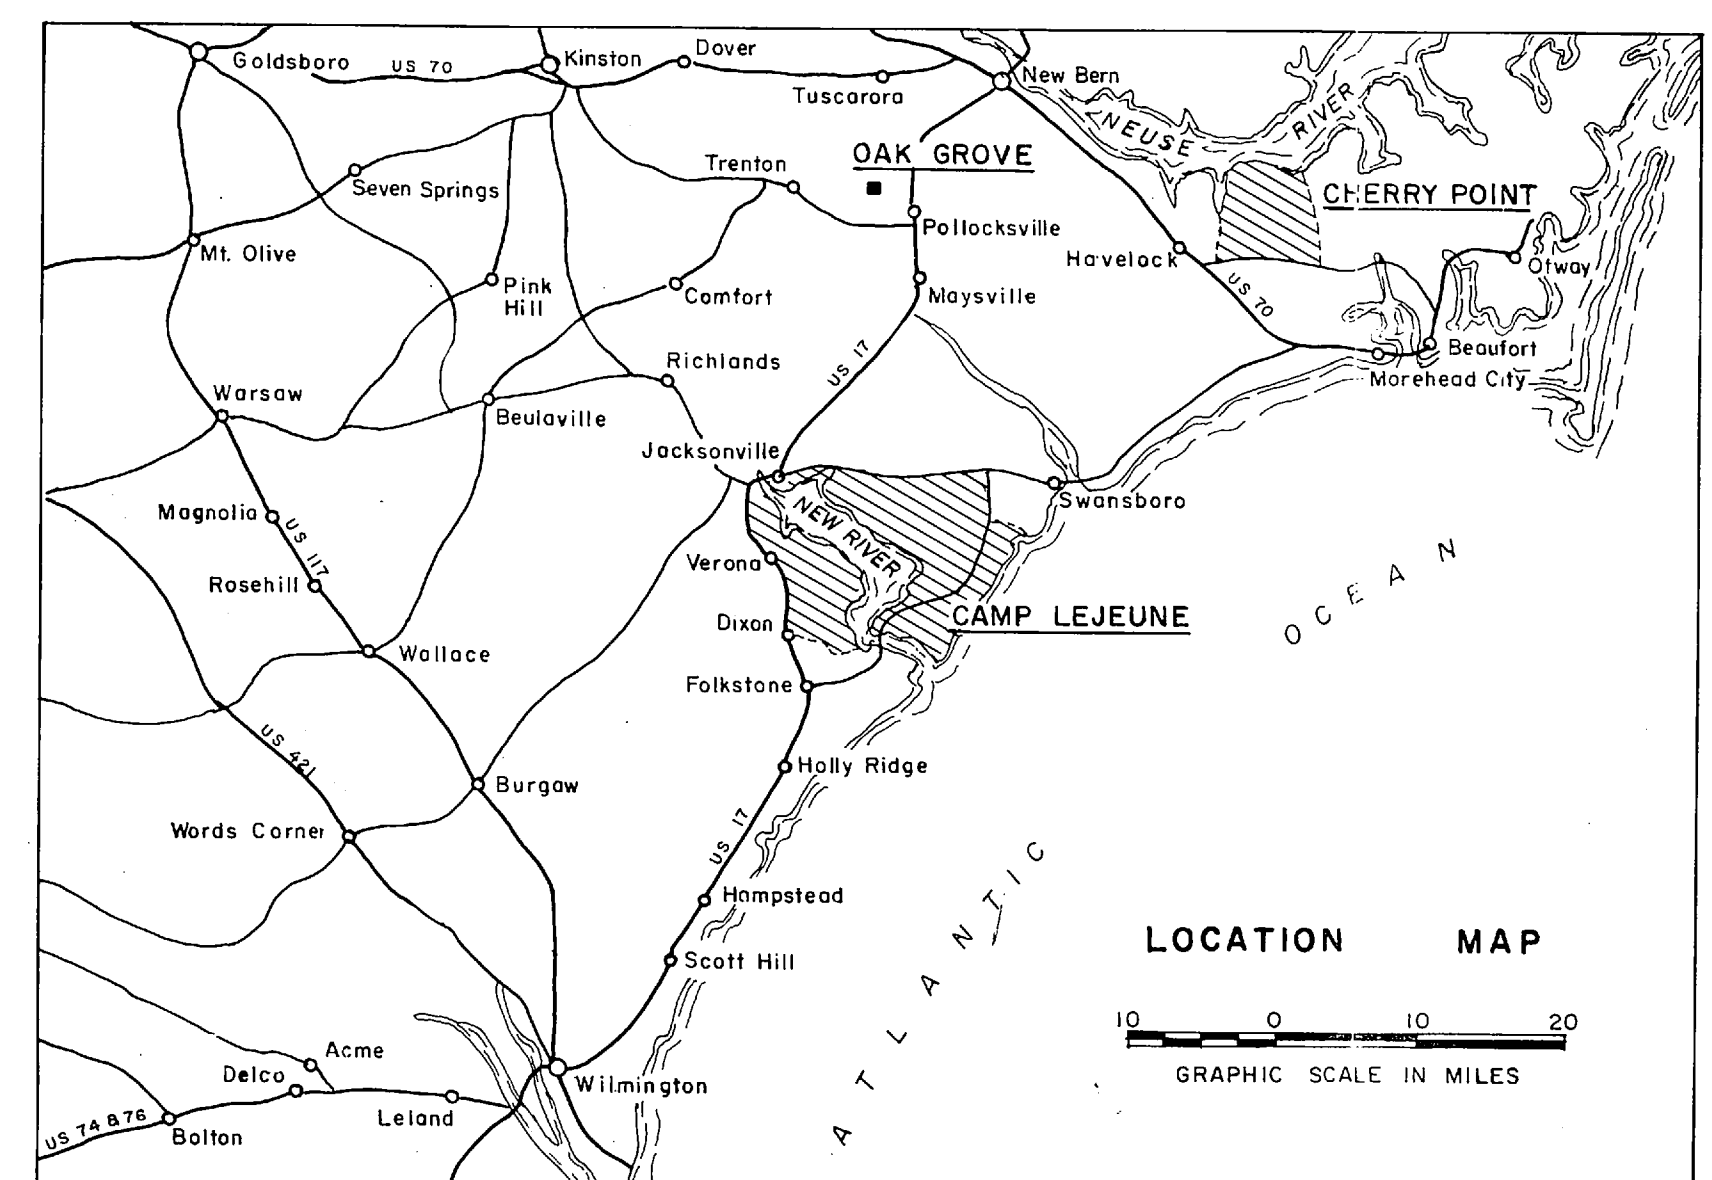 Goldsboro
US 70
Kinston
Dover
Tuscarora
New Bern
NEUSE RIVER
OAK GROVE
Trenton
Seven Springs
CHERRY POINT
Pollocksville
Mt. Olive
Havelock
Otway
Pink
Hill
Comfort
Maysville
US 70
Beaufort
Morehead City
Richlands
US 17
Warsaw
Beulaville
Jacksonville
Swansboro
Magnolia
US 117
NEW RIVER
Verona
Rosehill
Dixon
CAMP LEJEUNE
Wallace
Folkstone
US 421
Holly Ridge
Burgaw
Words Corner
US 17
Hampstead
Scott Hill
ATLANTIC OCEAN
LOCATION MAP
10 0 10 20
GRAPHIC SCALE IN MILES
Acme
Delco
Wilmington
Leland
US 74 & 76
Bolton